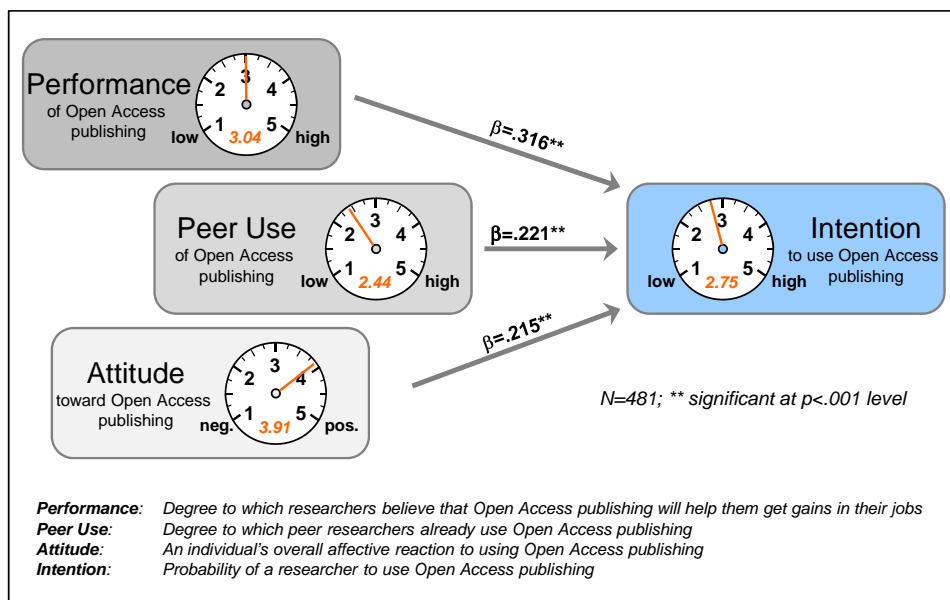 Performance
of Open Access
publishing
1 2 3 4 5
low 3.04 high
β=.316**
Peer Use
of Open Access
publishing
1 2 3 4 5
low 2.44 high
β=.221**
Attitude
toward Open Access
publishing
1 2 3 4 5
neg. 3.91 pos.
β=.215**
1 2 3 4 5
low 2.75 high
Intention
to use Open Access
publishing
N=481; ** significant at p<.001 level
Performance: Degree to which researchers believe that Open Access publishing will help them get gains in their jobs
Peer Use: Degree to which peer researchers already use Open Access publishing
Attitude: An individual's overall affective reaction to using Open Access publishing
Intention: Probability of a researcher to use Open Access publishing